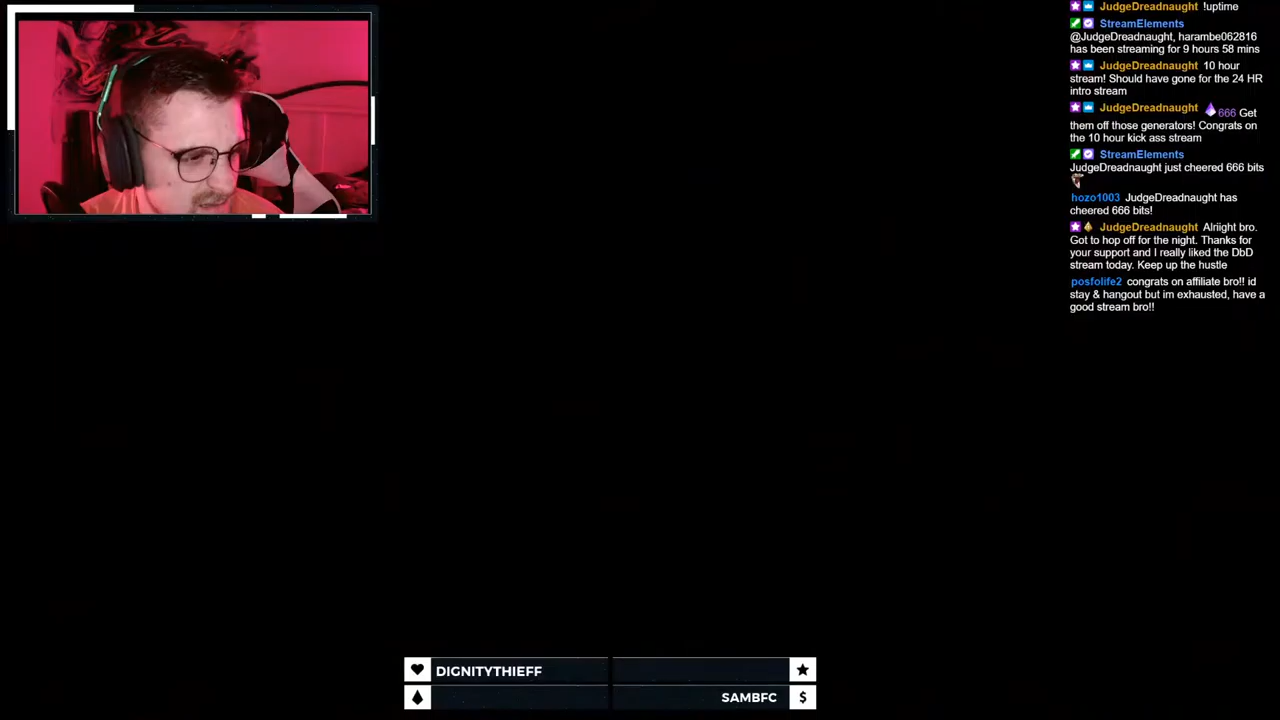 JudgeDreadnaught !uptime
StreamElements
@JudgeDreadnaught, harambe062816
has been streaming for 9 hours 58 mins
JudgeDreadnaught 10 hour
stream! Should have gone for the 24 HR
intro stream
JudgeDreadnaught 666 Get
them off those generators! Congrats on
the 10 hour kick ass stream
StreamElements
JudgeDreadnaught just cheered 666 bits
hozo1003 JudgeDreadnaught has
cheered 666 bits!
JudgeDreadnaught Alriight bro.
Got to hop off for the night. Thanks for
your support and I really liked the DbD
stream today. Keep up the hustle
posfolife2 congrats on affiliate bro!! id
stay & hangout but im exhausted, have a
good stream bro!!
DIGNITYTHIEFF
SAMBFC $